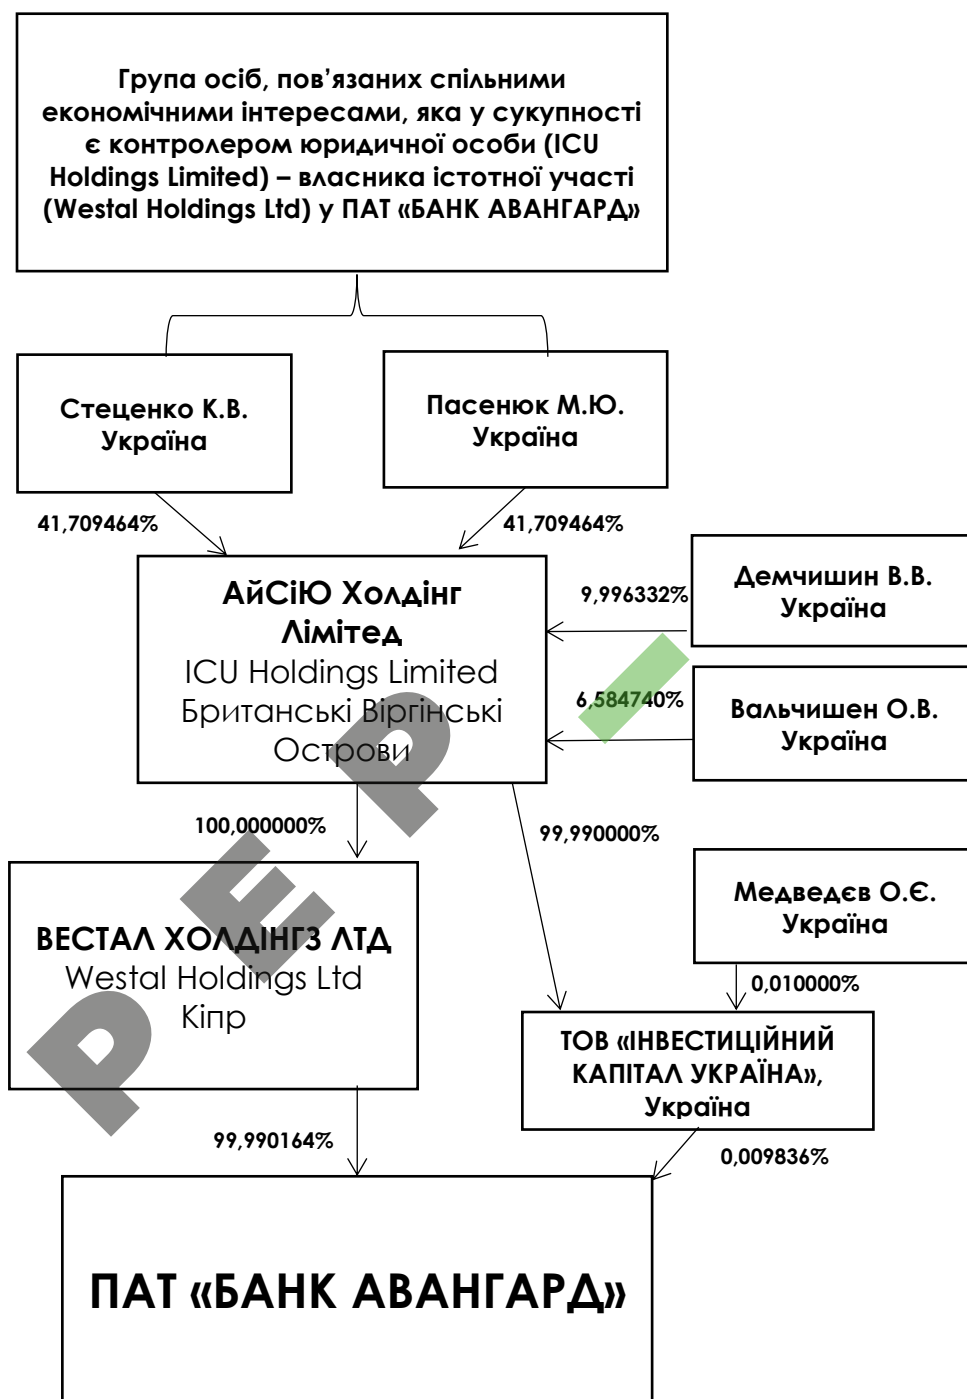 Група осіб, пов’язаних спільними
економічними інтересами, яка у сукупності
є контролером юридичної особи (ICU
Holdings Limited) – власника істотної участі
(Westal Holdings Ltd) у ПАТ «БАНК АВАНГАРД»
Стеценко К.В.
Україна
Пасенюк М.Ю.
Україна
41,709464%
41,709464%
АйСіЮ Холдінг
Лімітед
ICU Holdings Limited
Британські Віргінські
Острови
9,996332%
Демчишин В.В.
Україна
6,584740%
Вальчишен О.В.
Україна
100,000000%
99,990000%
ВЕСТАЛ ХОЛДІНГЗ ЛТД
Westal Holdings Ltd
Кіпр
Медведєв О.Є.
Україна
0,010000%
ТОВ «ІНВЕСТИЦІЙНИЙ
КАПІТАЛ УКРАЇНА»,
Україна
99,990164%
0,009836%
ПАТ «БАНК АВАНГАРД»
PEP